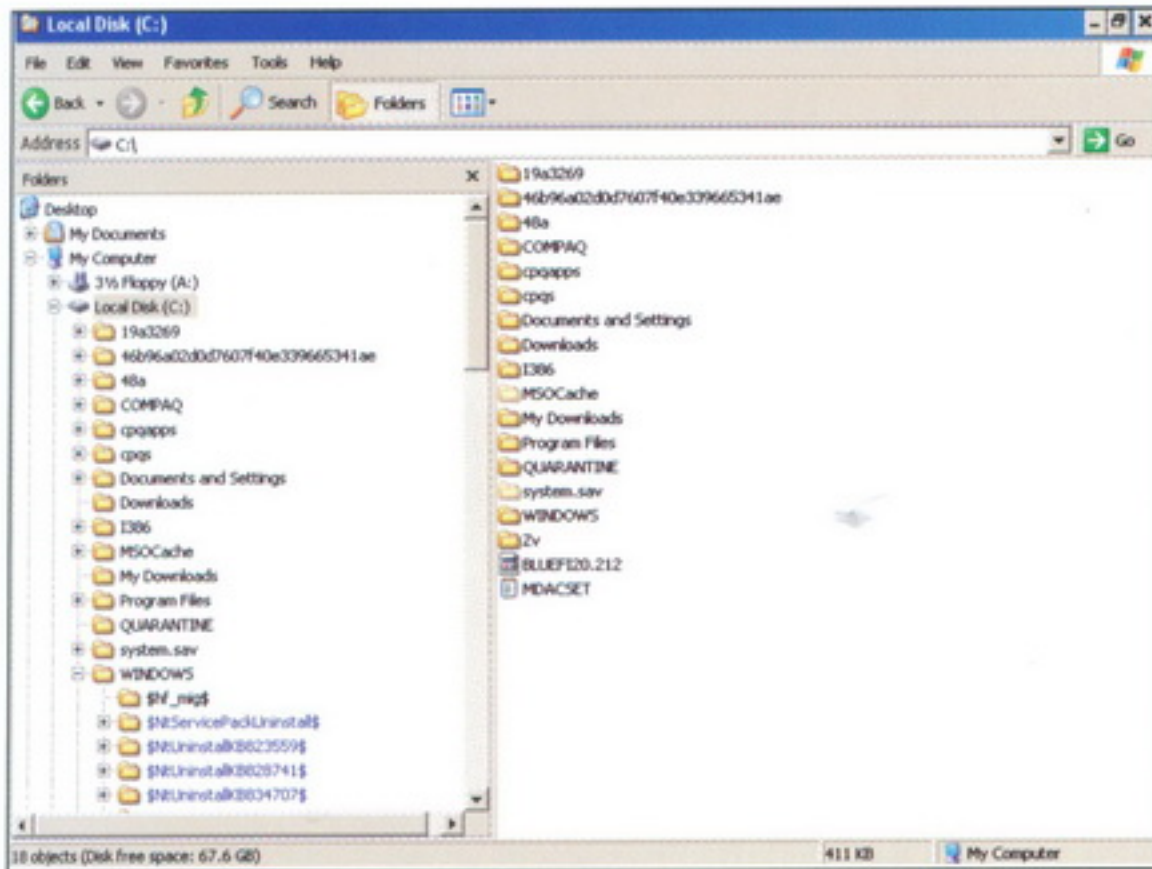 Local Disk (C:)
File Edit View Favorites Tools Help
Back Search Folders
Address C:\ Go
Folders
Desktop
My Documents
My Computer
3½ Floppy (A:)
Local Disk (C:)
19a3269
46b96a02d0d7607f40e339665341ae
48a
COMPAQ
cpqapps
cpqs
Documents and Settings
Downloads
I386
MSOCache
My Downloads
Program Files
QUARANTINE
system.sav
WINDOWS
$hf_mig$
$NtServicePackUninstall$
$NtUninstallKB823559$
$NtUninstallKB828741$
$NtUninstallKB834707$
19a3269
46b96a02d0d7607f40e339665341ae
48a
COMPAQ
cpqapps
cpqs
Documents and Settings
Downloads
I386
MSOCache
My Downloads
Program Files
QUARANTINE
system.sav
WINDOWS
Zv
BLUEFI20.212
MDACSET
18 objects (Disk free space: 67.6 GB) 411 KB My Computer